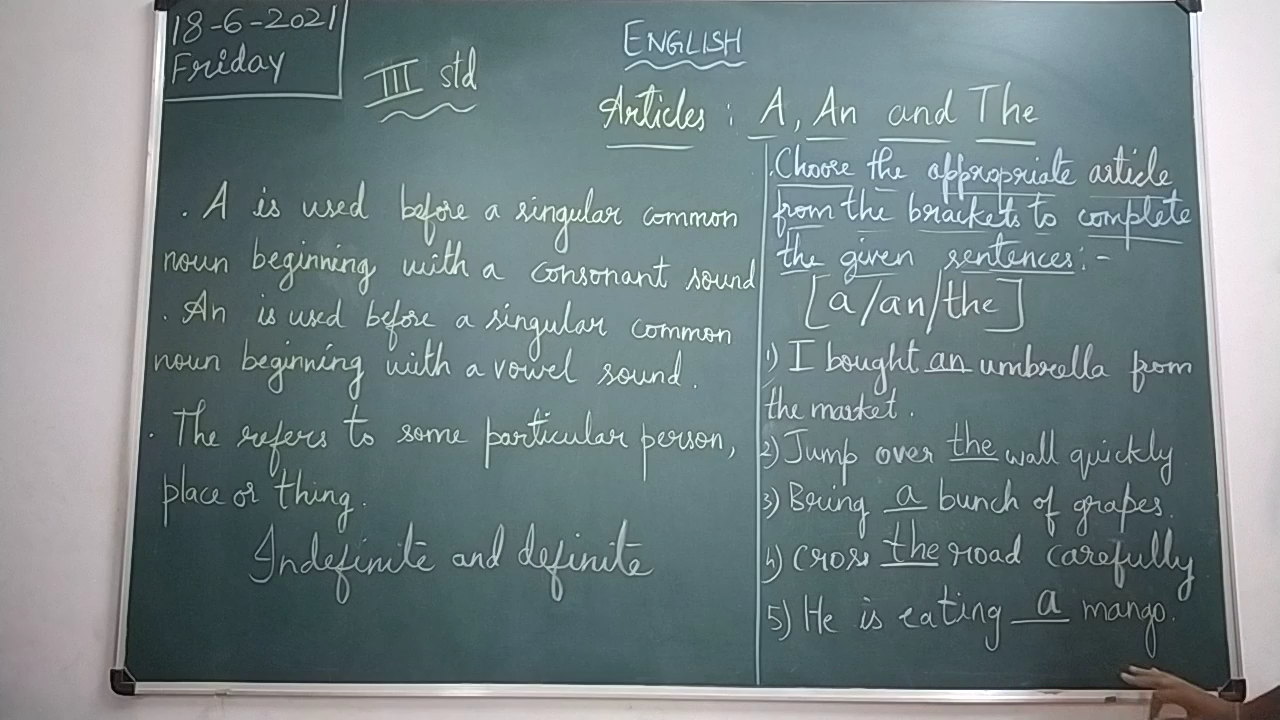 18-6-2021
Friday
III std
ENGLISH
Articles : A, An and The
. A is used before a singular common
noun beginning with a consonant sound
. An is used before a singular common
noun beginning with a vowel sound.
. The refers to some particular person,
place or thing.
Indefinite and definite
. Choose the appropriate article
from the brackets to complete
the given sentences:-
[a/an/the]
1) I bought an umbrella from
the market.
2) Jump over the wall quickly
3) Bring a bunch of grapes.
4) Cross the road carefully
5) He is eating a mango.